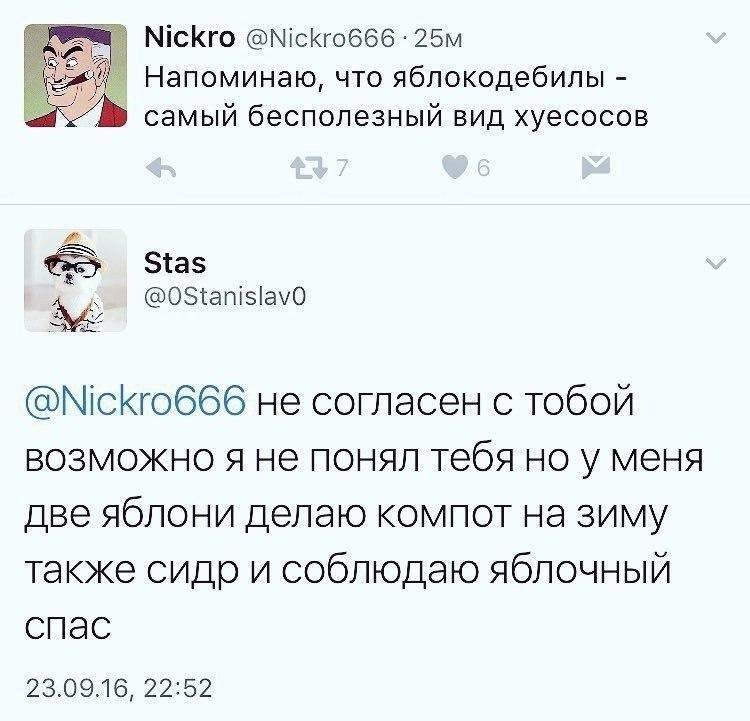 Nickro @Nickro666 · 25м
Напоминаю, что яблокодебилы -
самый бесполезный вид хуесосов
7 6
Stas
@0Stanislav0
@Nickro666 не согласен с тобой
возможно я не понял тебя но у меня
две яблони делаю компот на зиму
также сидр и соблюдаю яблочный
спас
23.09.16, 22:52